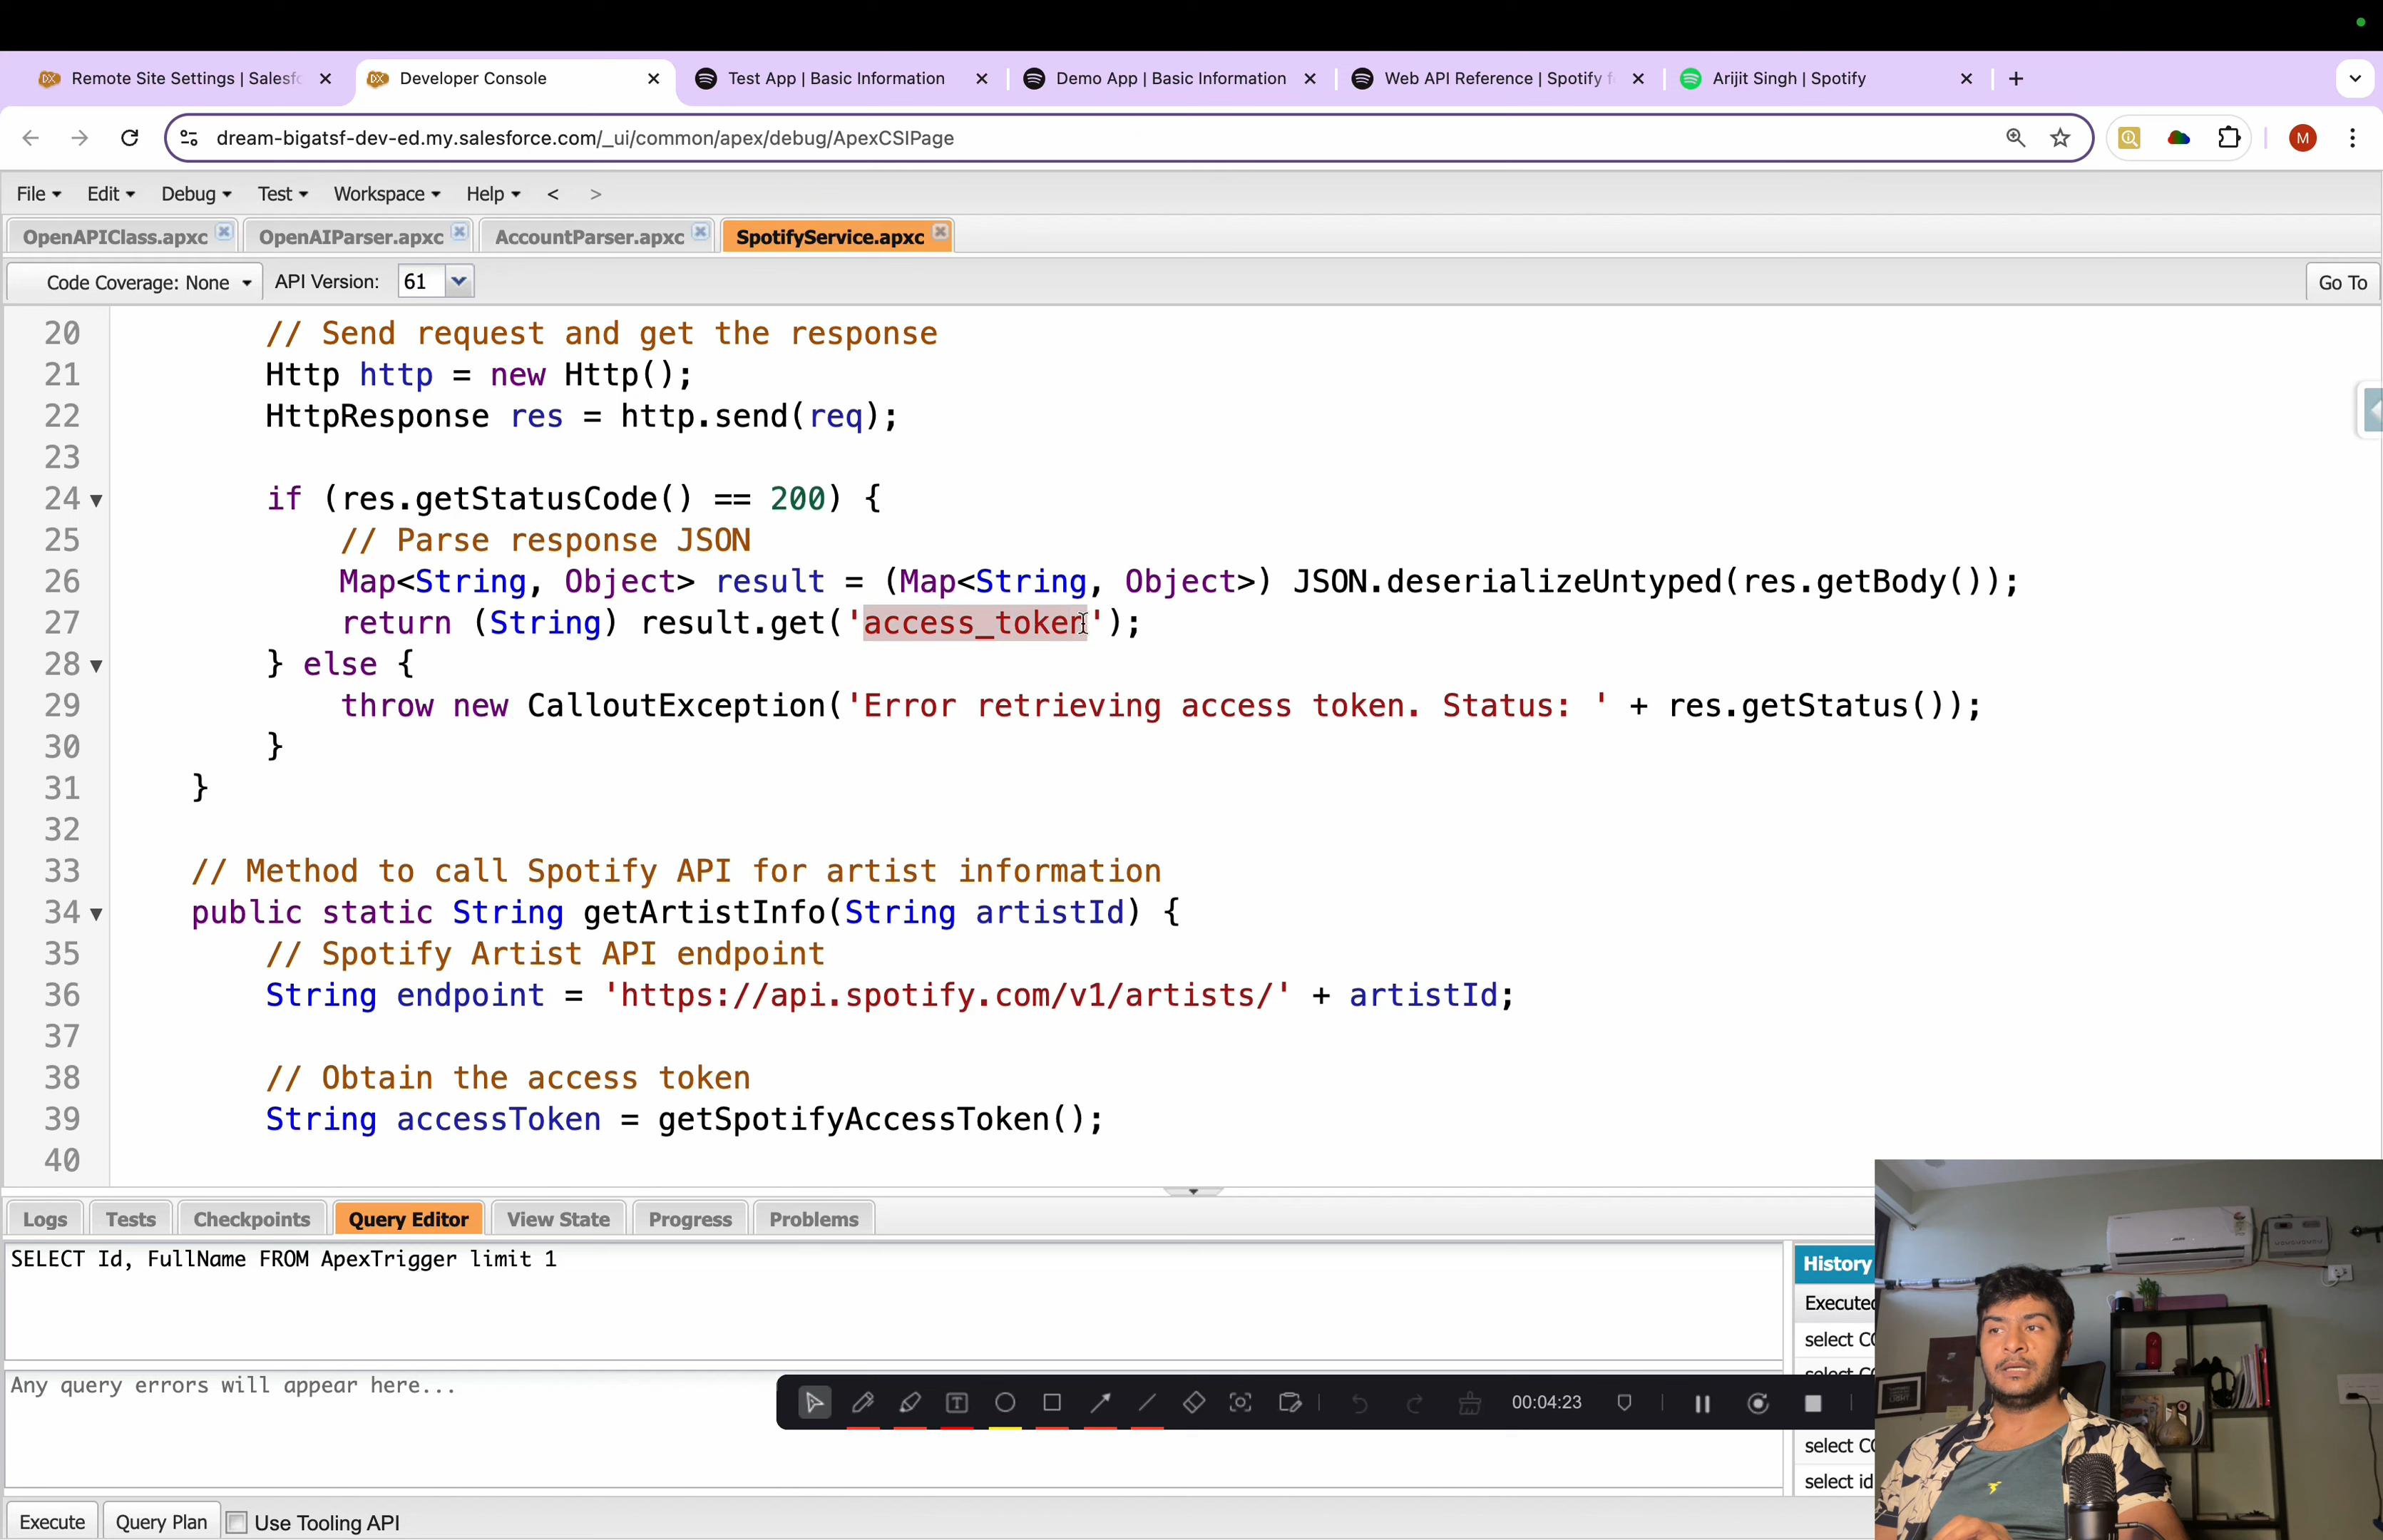 Remote Site Settings | Salesfo
Developer Console
Test App | Basic Information
Demo App | Basic Information
Web API Reference | Spotify f
Arijit Singh | Spotify
dream-bigatsf-dev-ed.my.salesforce.com/_ui/common/apex/debug/ApexCSIPage
M
File Edit Debug Test Workspace Help < >
OpenAPIClass.apxc OpenAIParser.apxc AccountParser.apxc SpotifyService.apxc
Code Coverage: None API Version: 61 Go To
20 // Send request and get the response
21 Http http = new Http();
22 HttpResponse res = http.send(req);
23
24 if (res.getStatusCode() == 200) {
25 // Parse response JSON
26 Map<String, Object> result = (Map<String, Object>) JSON.deserializeUntyped(res.getBody());
27 return (String) result.get('access_token');
28 } else {
29 throw new CalloutException('Error retrieving access token. Status: ' + res.getStatus());
30 }
31 }
32
33 // Method to call Spotify API for artist information
34 public static String getArtistInfo(String artistId) {
35 // Spotify Artist API endpoint
36 String endpoint = 'https://api.spotify.com/v1/artists/' + artistId;
37
38 // Obtain the access token
39 String accessToken = getSpotifyAccessToken();
40
Logs Tests Checkpoints Query Editor View State Progress Problems
SELECT Id, FullName FROM ApexTrigger limit 1
History
Executed
select CO
Any query errors will appear here...
00:04:23
select CO
select id
Execute Query Plan Use Tooling API